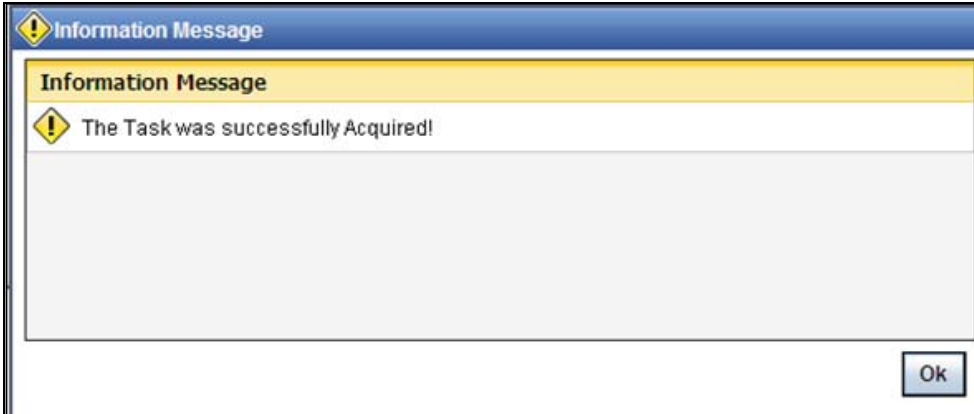 Information Message
Information Message
The Task was successfully Acquired!
Ok